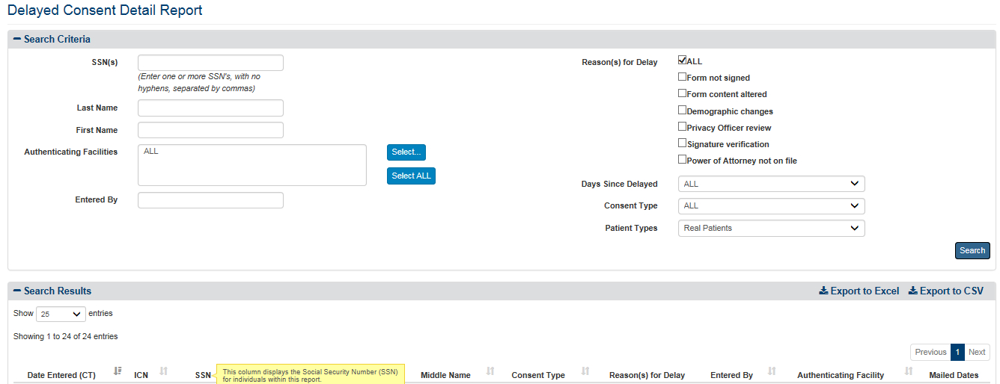 Delayed Consent Detail Report
Search Criteria
SSN(s)
(Enter one or more SSN's, with no
hyphens, separated by commas)
Last Name
First Name
Authenticating Facilities
ALL
Select...
Select ALL
Entered By
Reason(s) for Delay
ALL
Form not signed
Form content altered
Demographic changes
Privacy Officer review
Signature verification
Power of Attorney not on file
Days Since Delayed
ALL
Consent Type
ALL
Patient Types
Real Patients
Search
Search Results
Export to Excel
Export to CSV
Show 25 entries
Showing 1 to 24 of 24 entries
Previous 1 Next
Date Entered (CT) ICN SSN
This column displays the Social Security Number (SSN)
for individuals within this report.
Middle Name Consent Type Reason(s) for Delay Entered By Authenticating Facility Mailed Dates